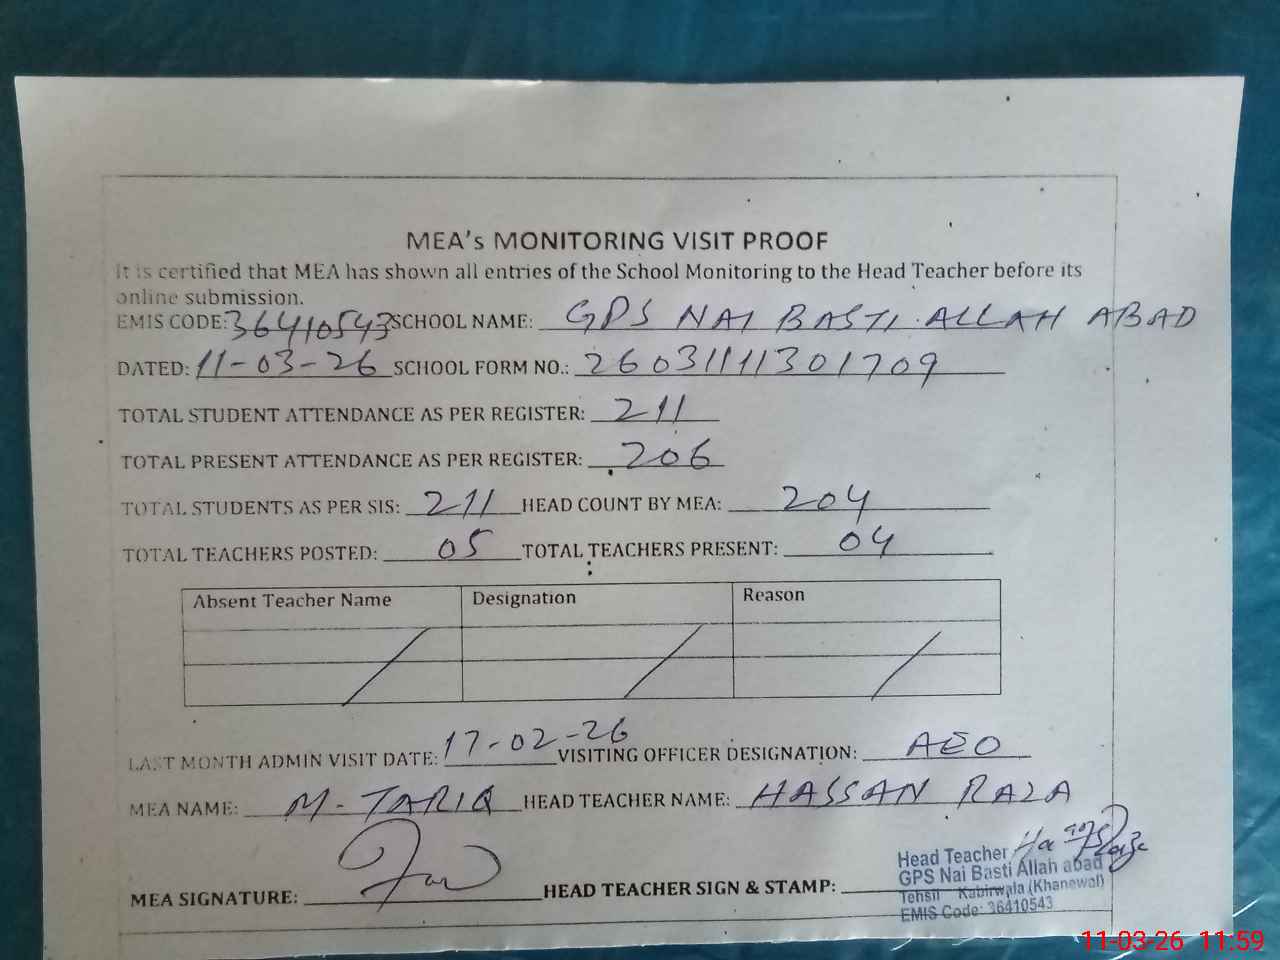 MEA's MONITORING VISIT PROOF
It is certified that MEA has shown all entries of the School Monitoring to the Head Teacher before its
online submission.
EMIS CODE: 36410543 SCHOOL NAME: GPS NAI BASTI ALLAH ABAD
DATED: 11-03-26 SCHOOL FORM NO.: 26031111301709
TOTAL STUDENT ATTENDANCE AS PER REGISTER: 211
TOTAL PRESENT ATTENDANCE AS PER REGISTER: 206
TOTAL STUDENTS AS PER SIS: 211 HEAD COUNT BY MEA: 204
TOTAL TEACHERS POSTED: 05 TOTAL TEACHERS PRESENT: 04
Absent Teacher Name Designation Reason
LAST MONTH ADMIN VISIT DATE: 17-02-26 VISITING OFFICER DESIGNATION: AEO
MEA NAME: M-TARIQ HEAD TEACHER NAME: HASSAN RAZA
MEA SIGNATURE: HEAD TEACHER SIGN & STAMP:
Head Teacher
GPS Nai Basti Allah abad
Tehsil Kabirwala (Khanewal)
EMIS Code: 36410543
11-03-26 11:59